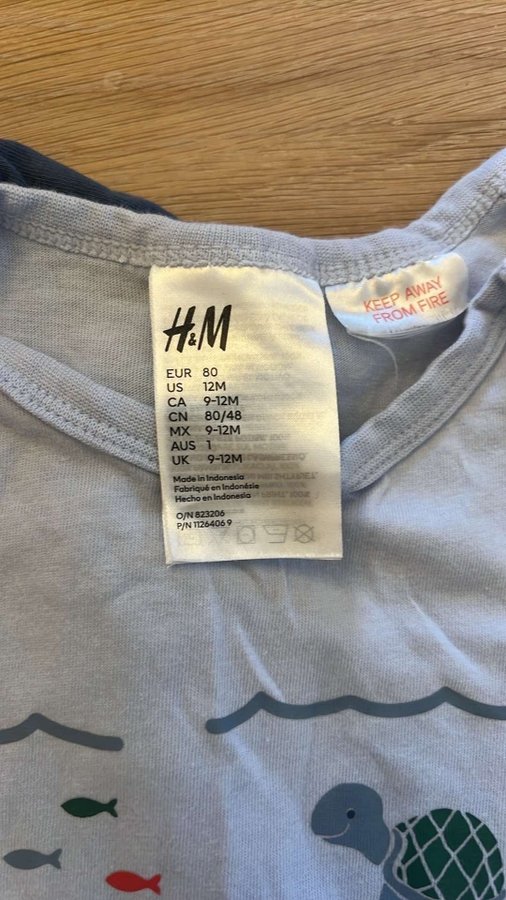 H&M
KEEP AWAY
FROM FIRE
EUR 80
US 12M
CA 9-12M
CN 80/48
MX 9-12M
AUS 1
UK 9-12M
Made in Indonesia
Fabriqué en Indonésie
Hecho en Indonesia
O/N 823206
P/N 1126406 9